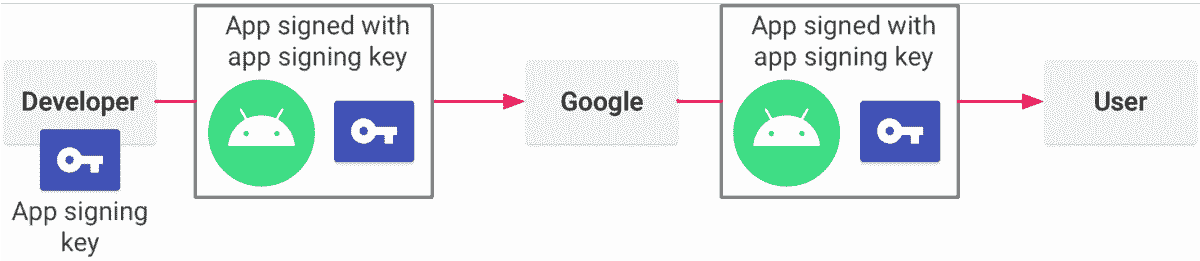 App signed with
app signing key
App signed with
app signing key
Developer
Google
User
App signing
key